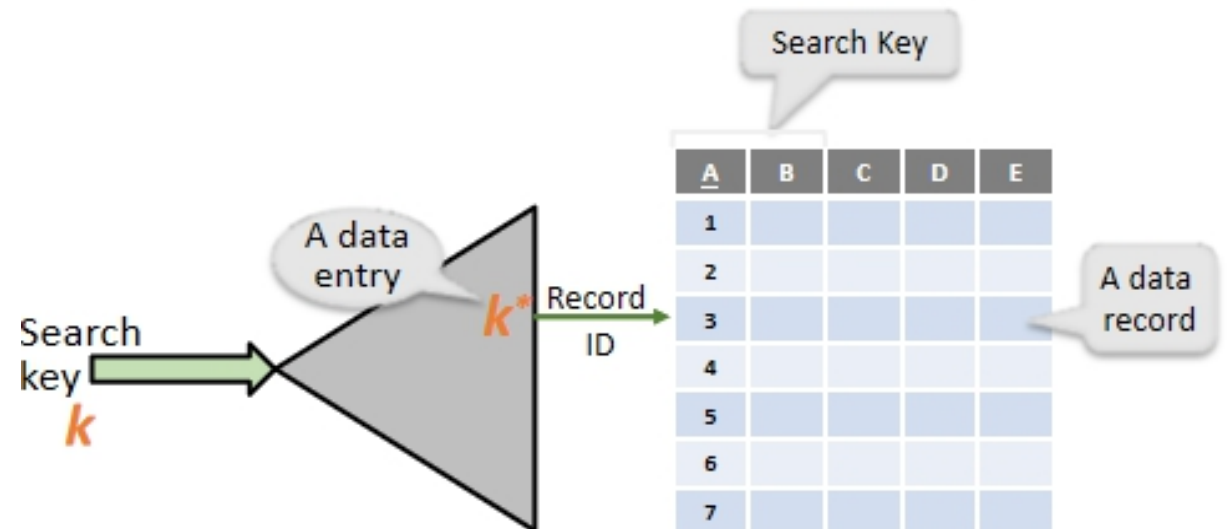 Search Key
A B C D E
1
2
3
4
5
6
7
A data
entry
k*
Record
ID
Search
key
k
A data
record